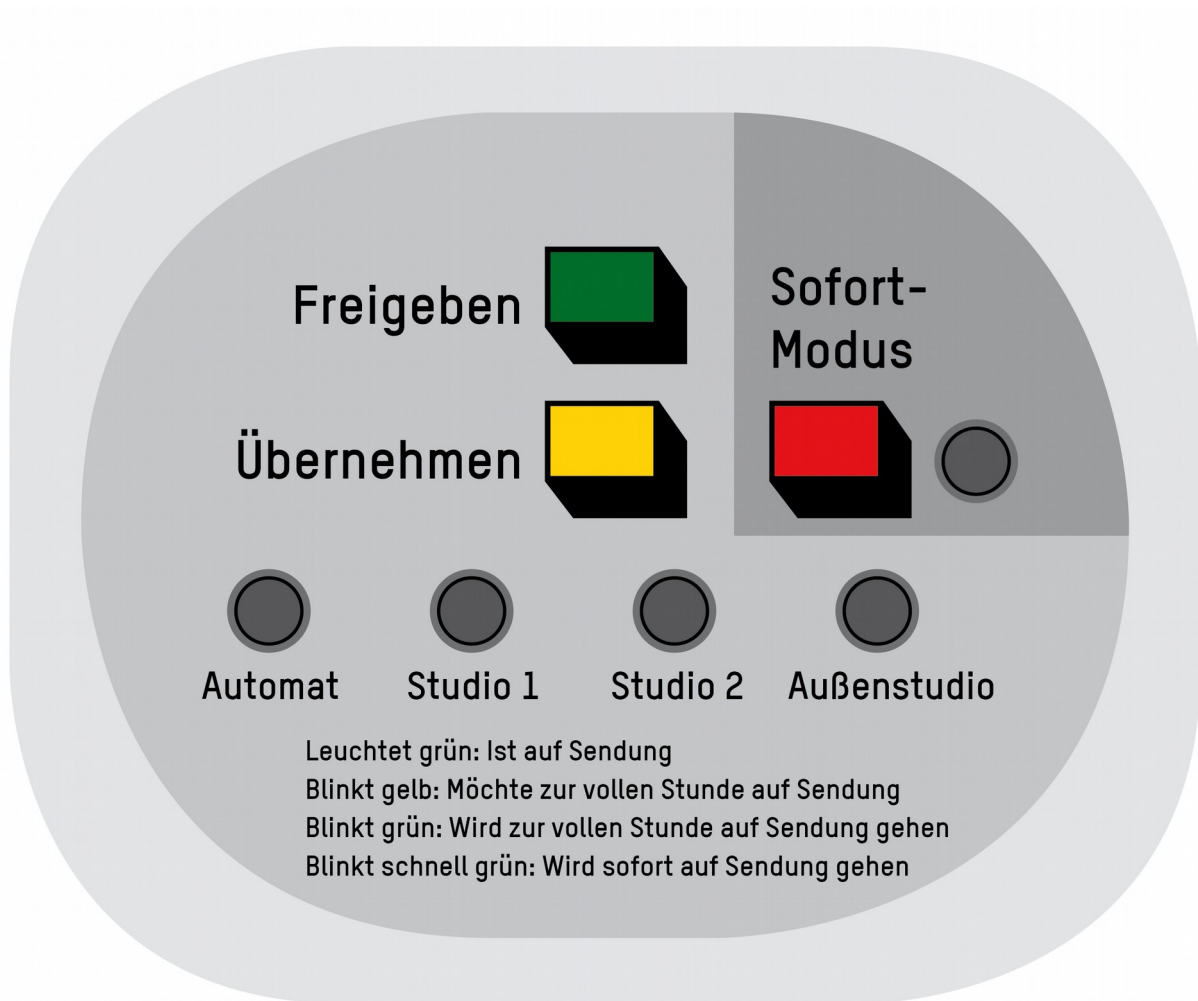 Freigeben
Sofort-
Modus
Übernehmen
Automat
Studio 1
Studio 2
Außenstudio
Leuchtet grün: Ist auf Sendung
Blinkt gelb: Möchte zur vollen Stunde auf Sendung
Blinkt grün: Wird zur vollen Stunde auf Sendung gehen
Blinkt schnell grün: Wird sofort auf Sendung gehen